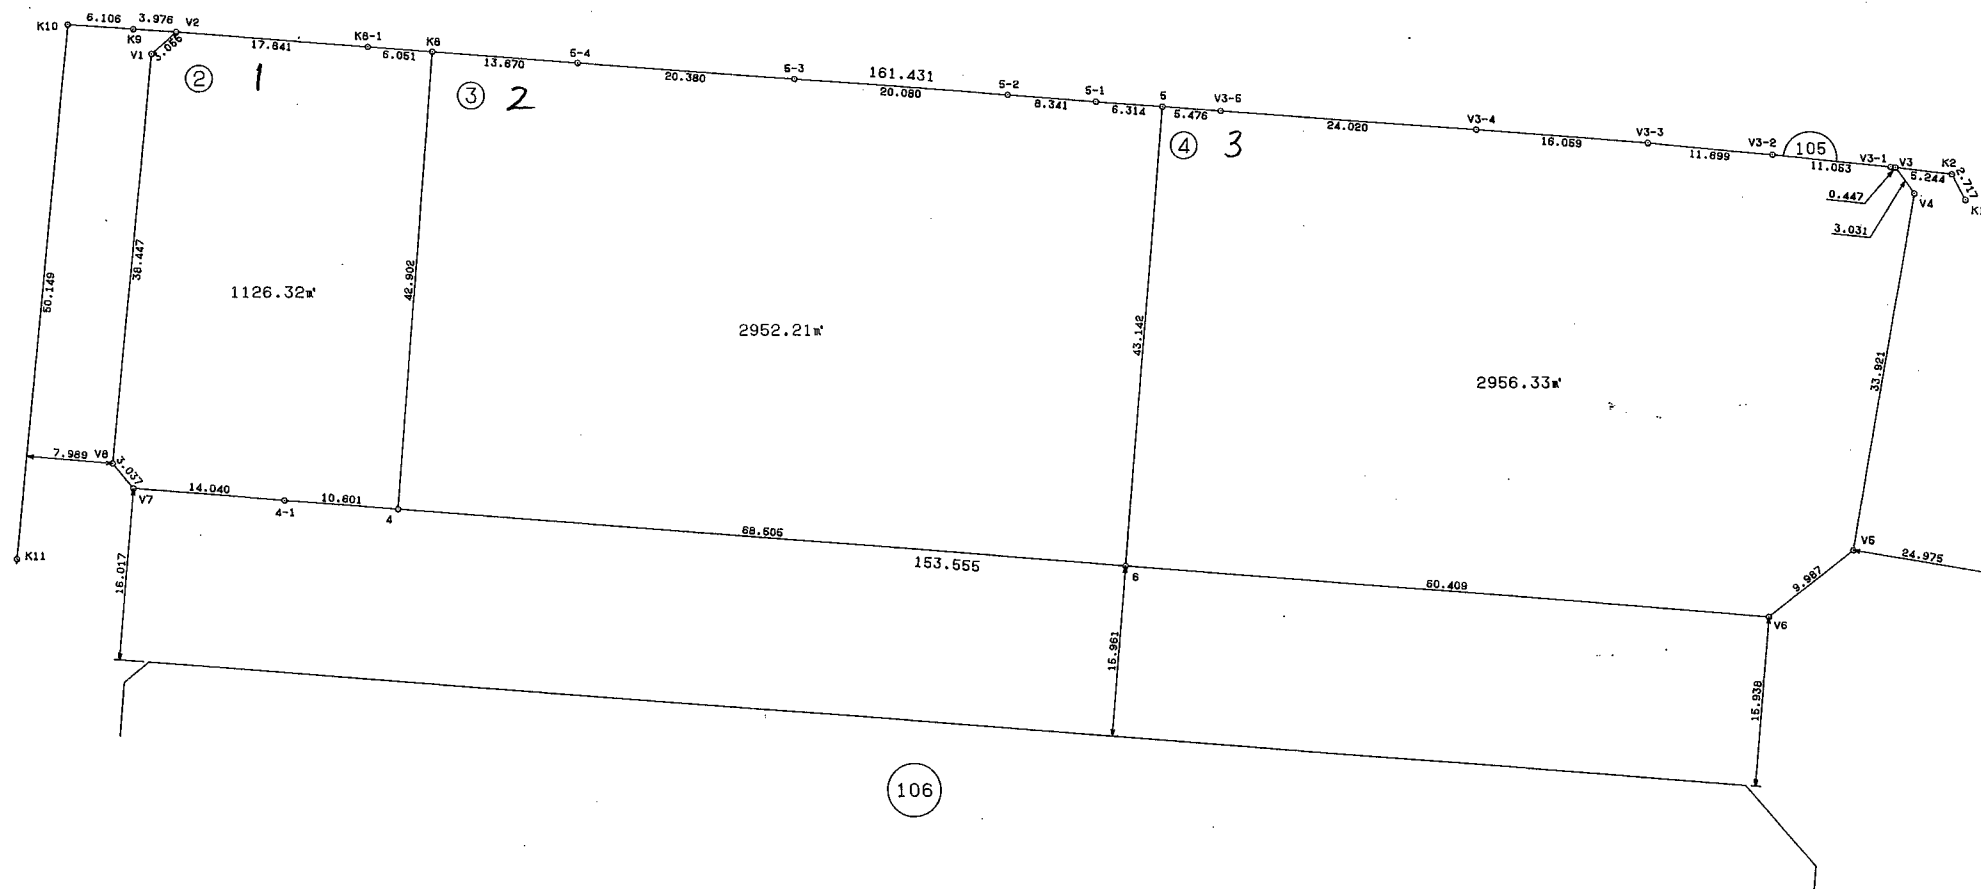 K10 6.106 K9 3.976 V2
V1 3.066
17.841 K8-1 6.051 K8
13.670 5-4 20.380 5-3 161.431
20.080 5-2 8.341 5-1 6.314 5
5.476 V3-5 24.020 V3-4 16.059 V3-3
11.699 V3-2 105 11.053 V3-1 V3 K2
5.244 2.717
0.447 V4
3.031
② 1
③ 2
④ 3
50.149
38.447
42.902
43.142
33.921
1126.32㎡
2952.21㎡
2956.33㎡
7.989 V8 3.037
V7 14.040 4-1 10.601 4
68.505
153.555
6 60.409
V6 9.987 V5 24.975
K11
16.017
15.961
15.938
106